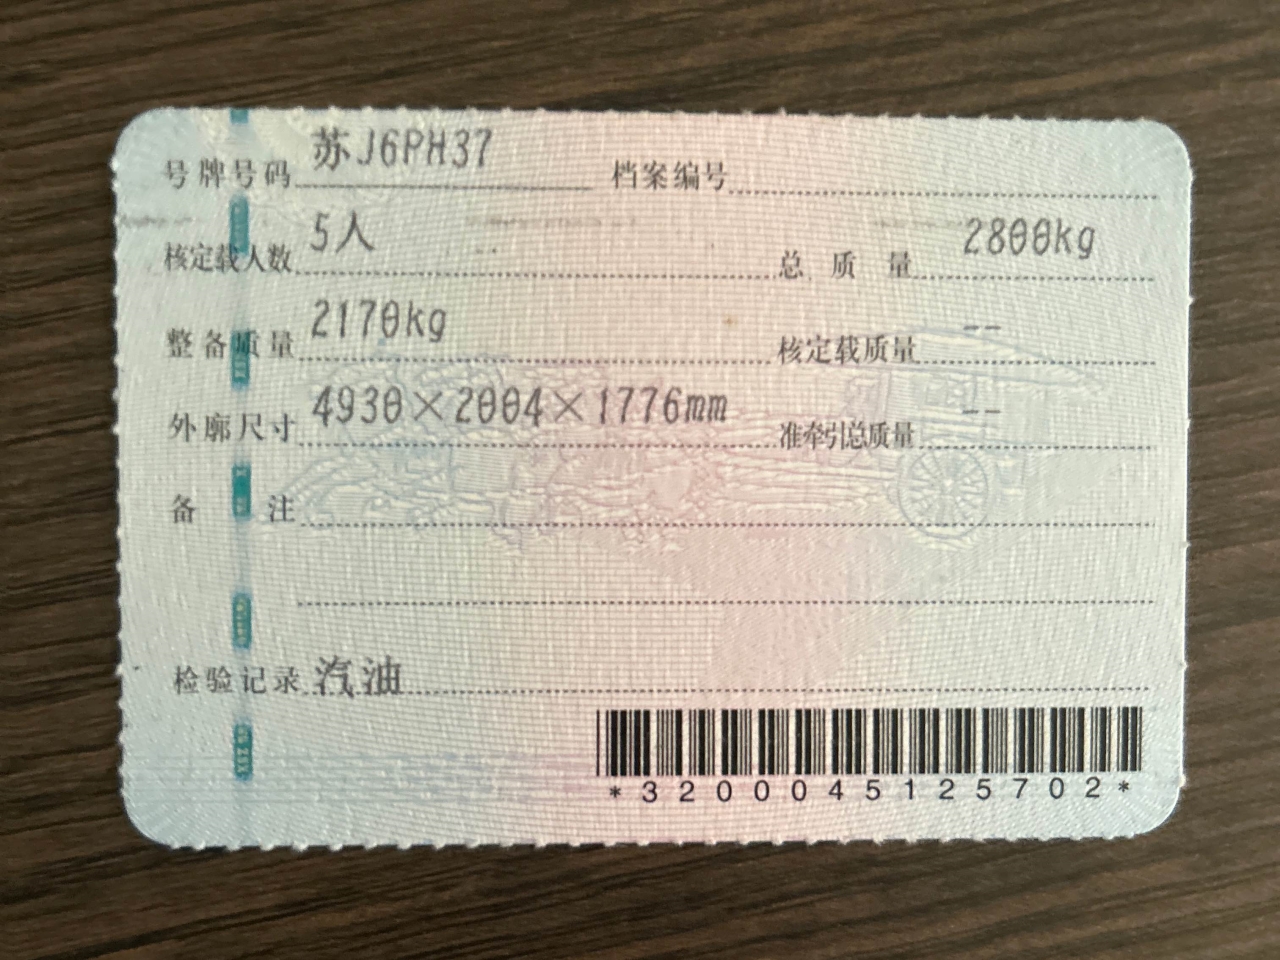 号牌号码 苏J6PH37 档案编号
核定载人数 5人 总质量 2800kg
整备质量 2170kg 核定载质量 --
外廓尺寸 4930×2004×1776mm 准牵引总质量 --
备注
检验记录 汽油
*3200045125702*